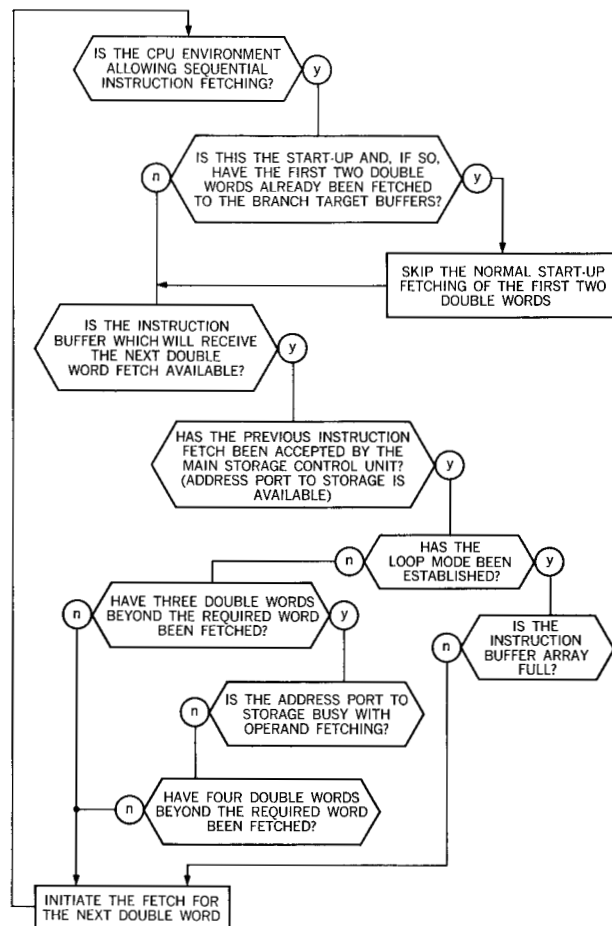 IS THE CPU ENVIRONMENT
ALLOWING SEQUENTIAL
INSTRUCTION FETCHING?
y
IS THIS THE START-UP AND, IF SO,
HAVE THE FIRST TWO DOUBLE
WORDS ALREADY BEEN FETCHED
TO THE BRANCH TARGET BUFFERS?
n
y
SKIP THE NORMAL START-UP
FETCHING OF THE FIRST TWO
DOUBLE WORDS
IS THE INSTRUCTION
BUFFER WHICH WILL RECEIVE
THE NEXT DOUBLE
WORD FETCH AVAILABLE?
y
HAS THE PREVIOUS INSTRUCTION
FETCH BEEN ACCEPTED BY THE
MAIN STORAGE CONTROL UNIT?
(ADDRESS PORT TO STORAGE IS
AVAILABLE)
y
HAS THE
LOOP MODE BEEN
ESTABLISHED?
n
y
HAVE THREE DOUBLE WORDS
BEYOND THE REQUIRED WORD
BEEN FETCHED?
n
y
IS THE
INSTRUCTION
BUFFER ARRAY
FULL?
n
IS THE ADDRESS PORT TO
STORAGE BUSY WITH
OPERAND FETCHING?
n
HAVE FOUR DOUBLE WORDS
BEYOND THE REQUIRED WORD
BEEN FETCHED?
n
INITIATE THE FETCH FOR
THE NEXT DOUBLE WORD